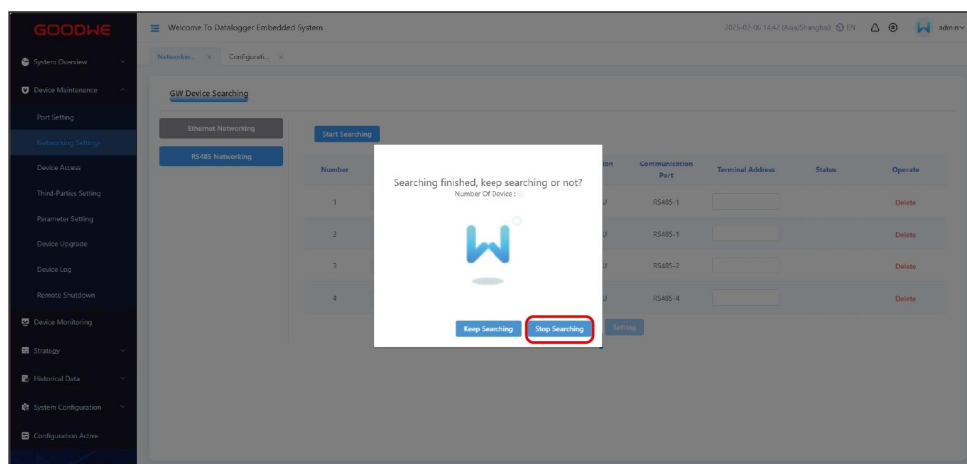 GOODWE
Welcome To Datalogger Embedded System
2025-02-06 14:42 (Asia/Shanghai) EN
admin
System Overview
Networkin... × Configurati... ×
Device Maintenance
GW Device Searching
Port Setting
Ethernet Networking
Start Searching
Networking Settings
RS485 Networking
Device Access
Number
Communication Port
Terminal Address
Status
Operate
Third-Parties Setting
1 RS485-1 Delete
Parameter Setting
2 RS485-1 Delete
Device Upgrade
3 RS485-2 Delete
Device Log
4 RS485-4 Delete
Remote Shutdown
Searching finished, keep searching or not?
Number Of Device :
Keep Searching
Stop Searching
Setting
Device Monitoring
Strategy
Historical Data
System Configuration
Configuration Active